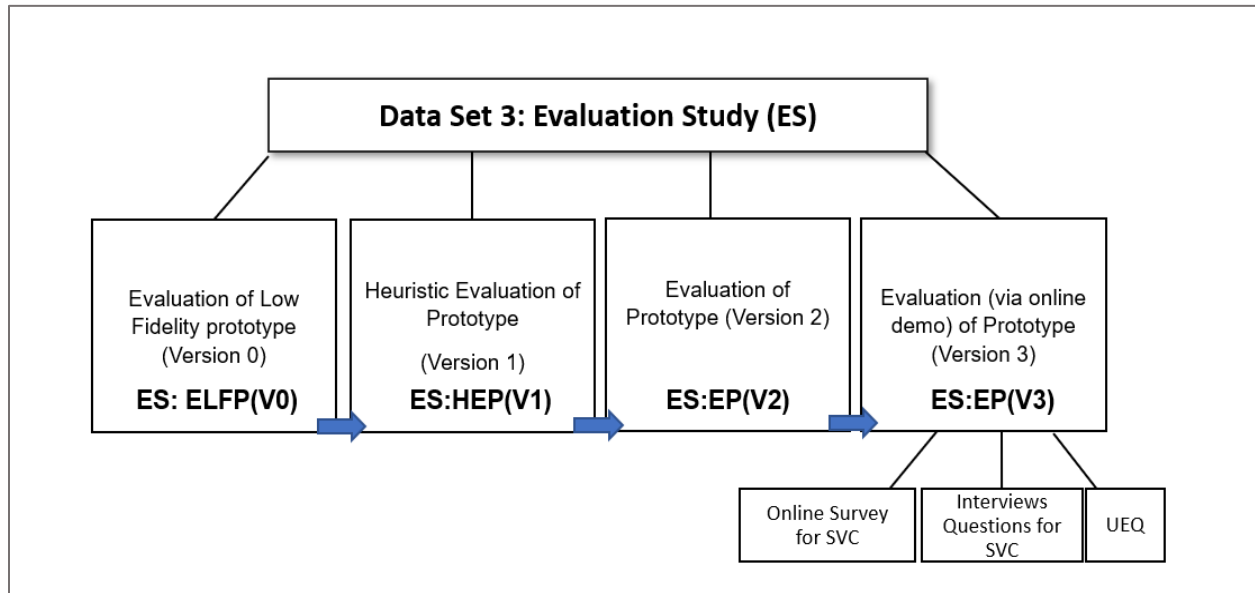 Data Set 3: Evaluation Study (ES)
Evaluation of Low
Fidelity prototype
(Version 0)
ES: ELFP(V0)
Heuristic Evaluation of
Prototype
(Version 1)
ES:HEP(V1)
Evaluation of
Prototype (Version 2)
ES:EP(V2)
Evaluation (via online
demo) of Prototype
(Version 3)
ES:EP(V3)
Online Survey
for SVC
Interviews
Questions for
SVC
UEQ